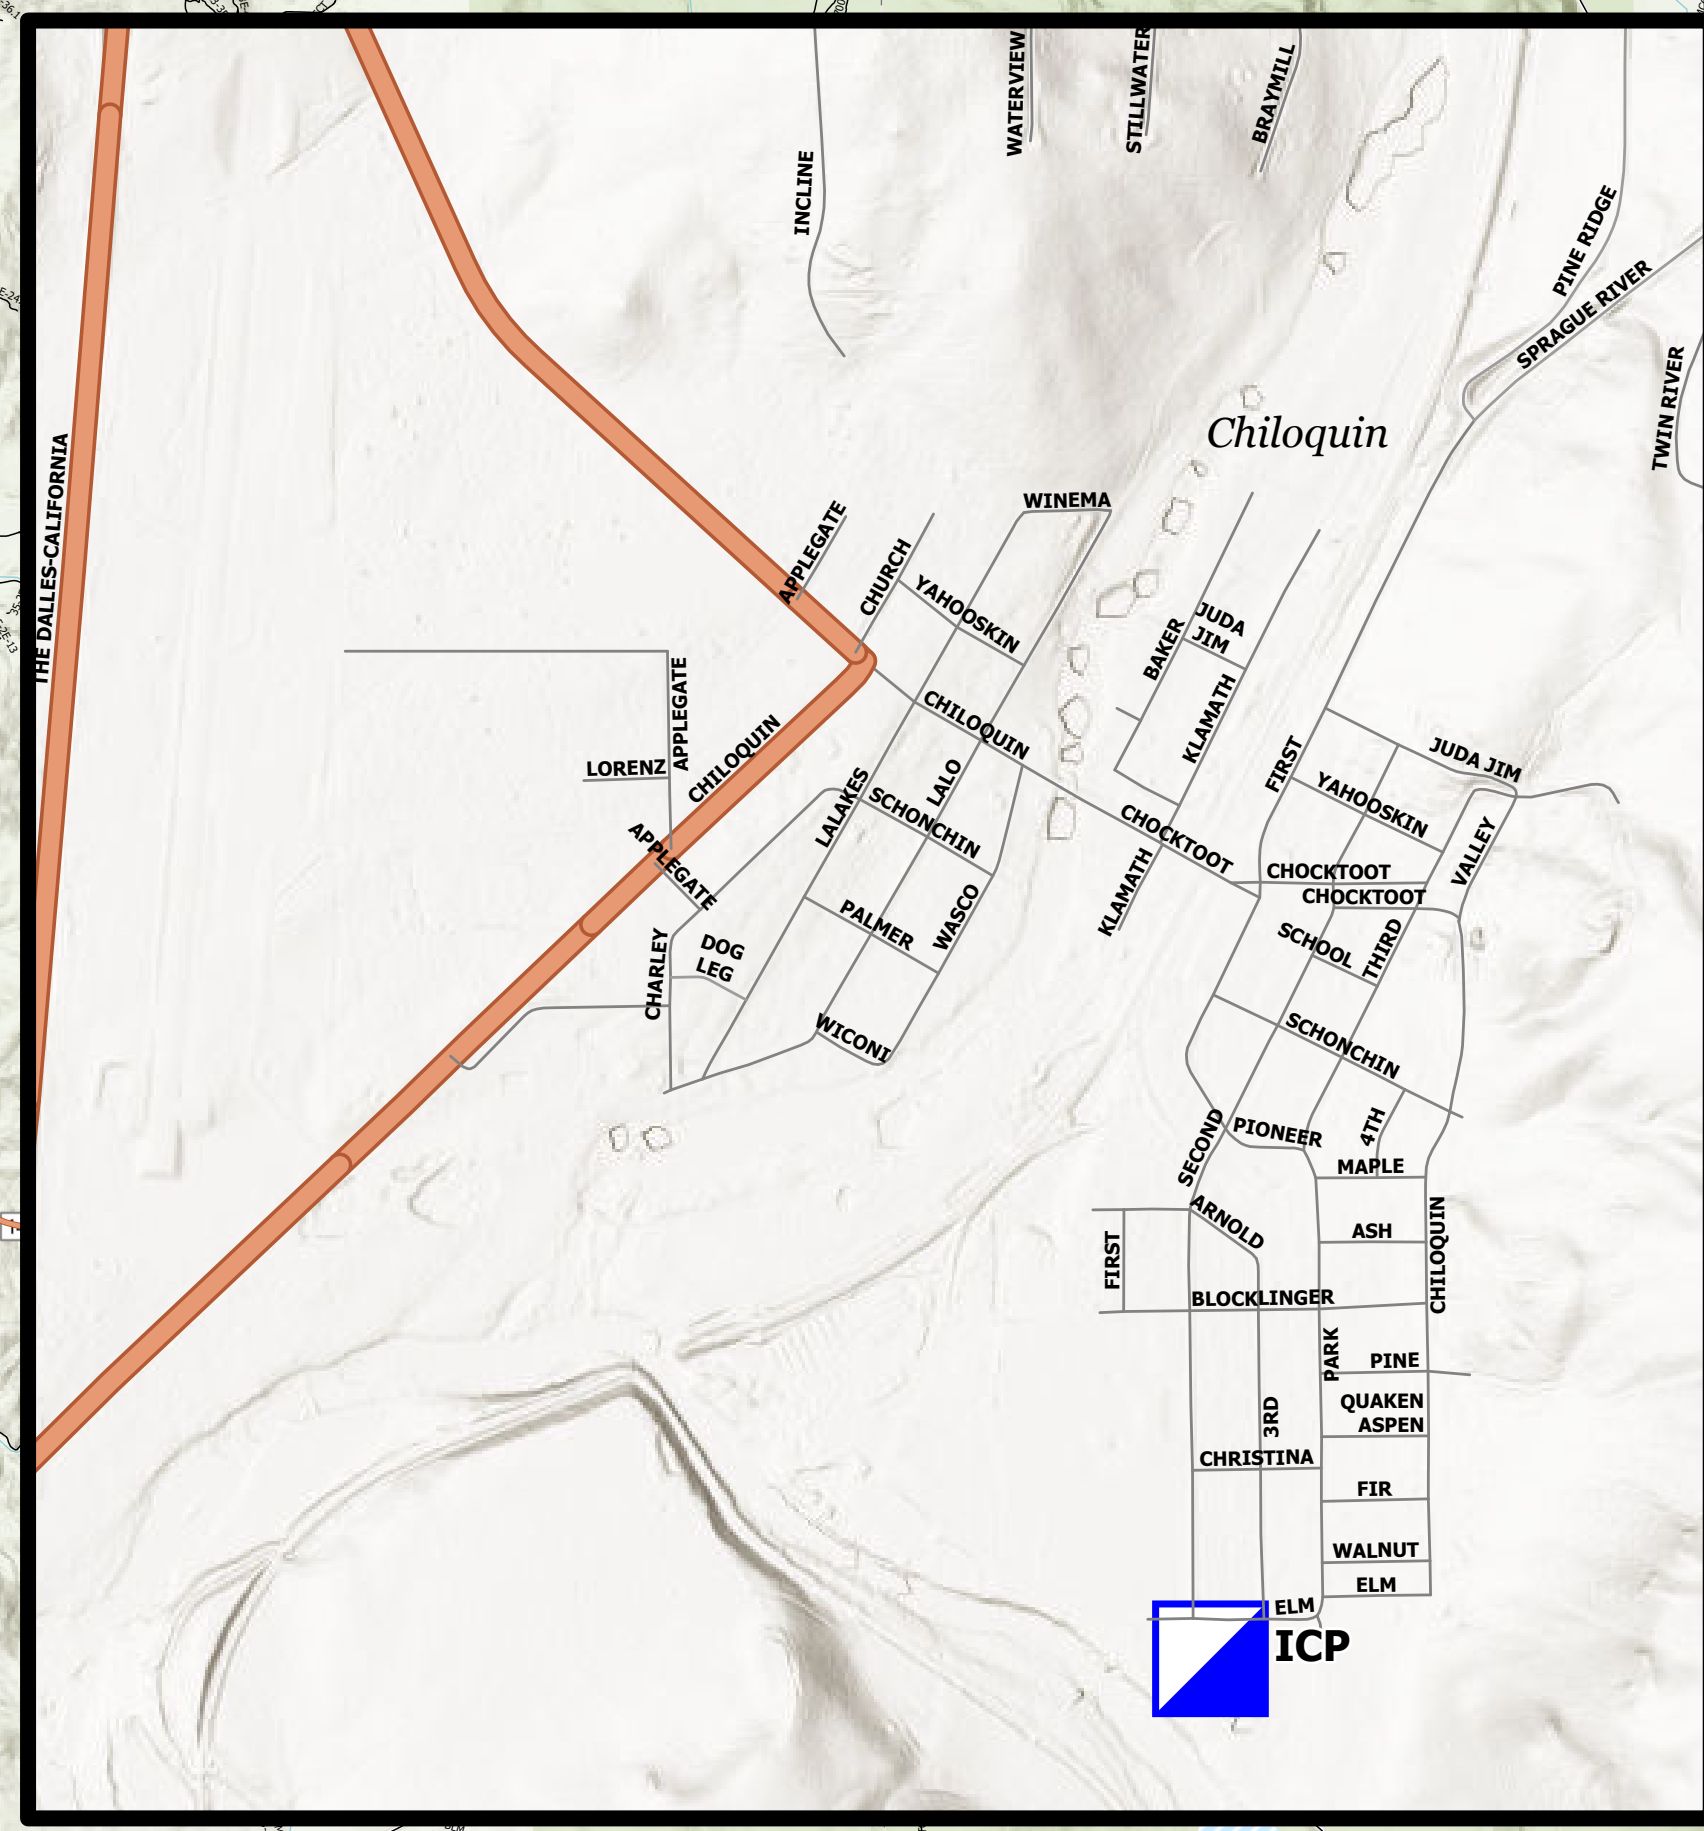 WATERVIEW
STILLWATER
BRAYMILL
INCLINE
PINE RIDGE
SPRAGUE RIVER
TWIN RIVER
Chiloquin
THE DALLES-CALIFORNIA
WINEMA
APPLEGATE
CHURCH
YAHOOSKIN
JUDA
JIM
BAKER
APPLEGATE
KLAMATH
CHILOQUIN
CHILOQUIN
LORENZ
FIRST
JUDA JIM
LALO
LALAKES
YAHOOSKIN
SCHONCHIN
CHOCKTOOT
APPLEGATE
VALLEY
KLAMATH
CHOCKTOOT
CHOCKTOOT
PALMER
WASCO
DOG
LEG
SCHOOL
THIRD
CHARLEY
WICONI
SCHONCHIN
SECOND
PIONEER
4TH
MAPLE
ARNOLD
ASH
CHILOQUIN
FIRST
BLOCKLINGER
PARK
PINE
QUAKEN
ASPEN
3RD
CHRISTINA
FIR
WALNUT
ELM
ELM
ICP